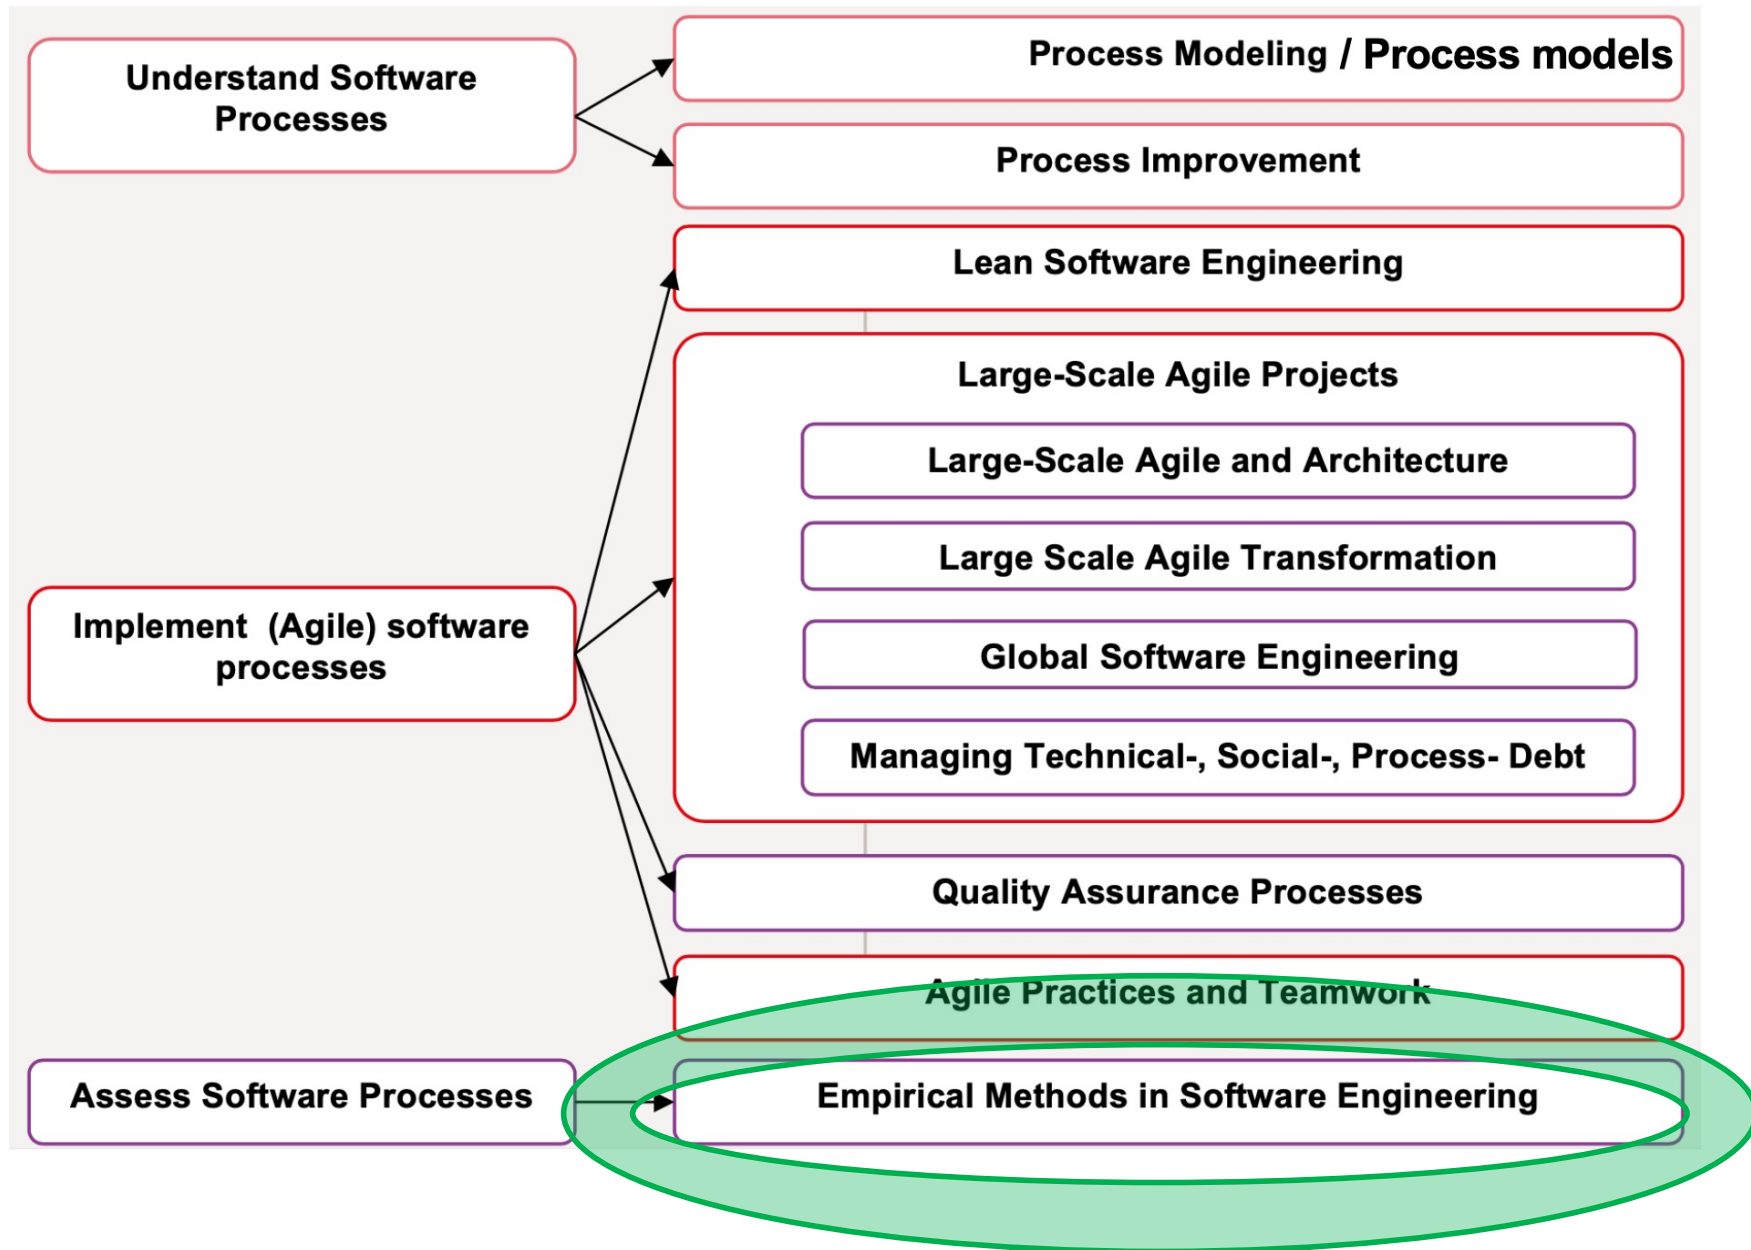 Understand Software
Processes
Process Modeling / Process models
Process Improvement
Lean Software Engineering
Large-Scale Agile Projects
Large-Scale Agile and Architecture
Large Scale Agile Transformation
Global Software Engineering
Managing Technical-, Social-, Process- Debt
Implement  (Agile) software
processes
Quality Assurance Processes
Agile Practices and Teamwork
Assess Software Processes
Empirical Methods in Software Engineering